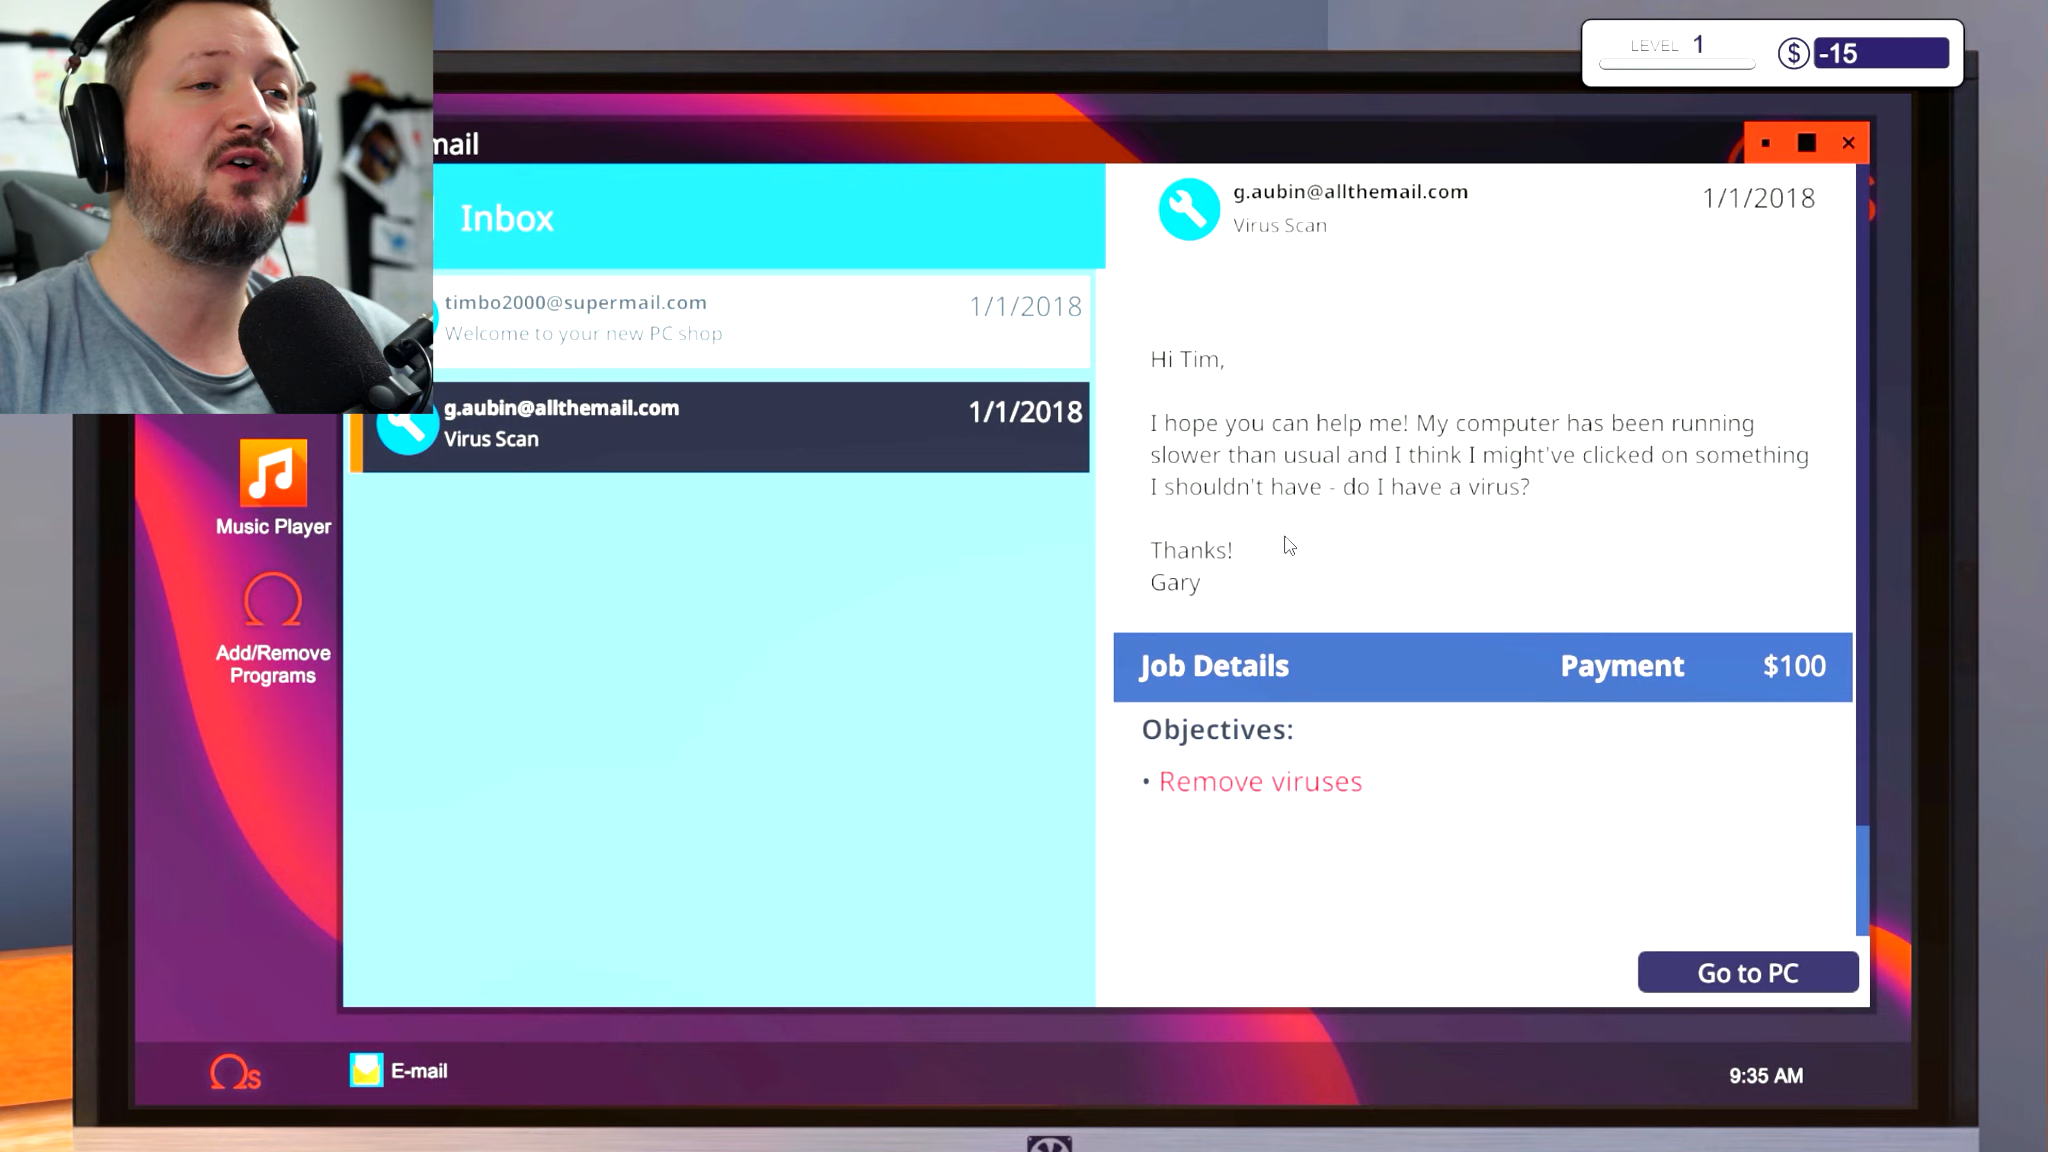 LEVEL 1
$ -15
mail
Inbox
timbo2000@supermail.com
1/1/2018
Welcome to your new PC shop
g.aubin@allthemail.com
1/1/2018
Virus Scan
g.aubin@allthemail.com
1/1/2018
Virus Scan
Hi Tim,
I hope you can help me! My computer has been running
slower than usual and I think I might've clicked on something
I shouldn't have - do I have a virus?
Thanks!
Gary
Job Details
Payment
$100
Objectives:
• Remove viruses
Go to PC
Music Player
Add/Remove
Programs
Ωs
E-mail
9:35 AM